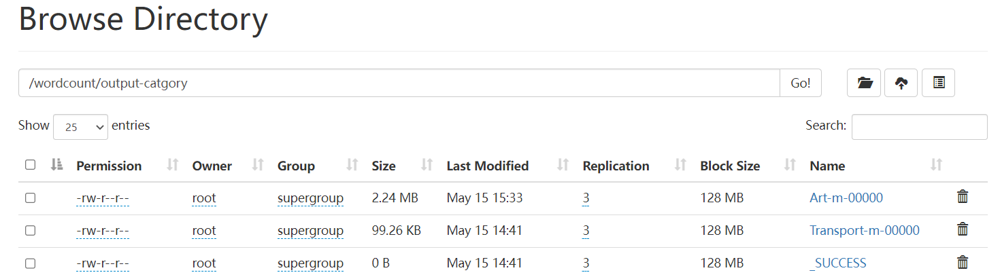 Browse Directory
/wordcount/output-catgory Go!
Show 25 entries Search:
Permission Owner Group Size Last Modified Replication Block Size Name
-rw-r--r-- root supergroup 2.24 MB May 15 15:33 3 128 MB Art-m-00000
-rw-r--r-- root supergroup 99.26 KB May 15 14:41 3 128 MB Transport-m-00000
-rw-r--r-- root supergroup 0 B May 15 14:41 3 128 MB _SUCCESS